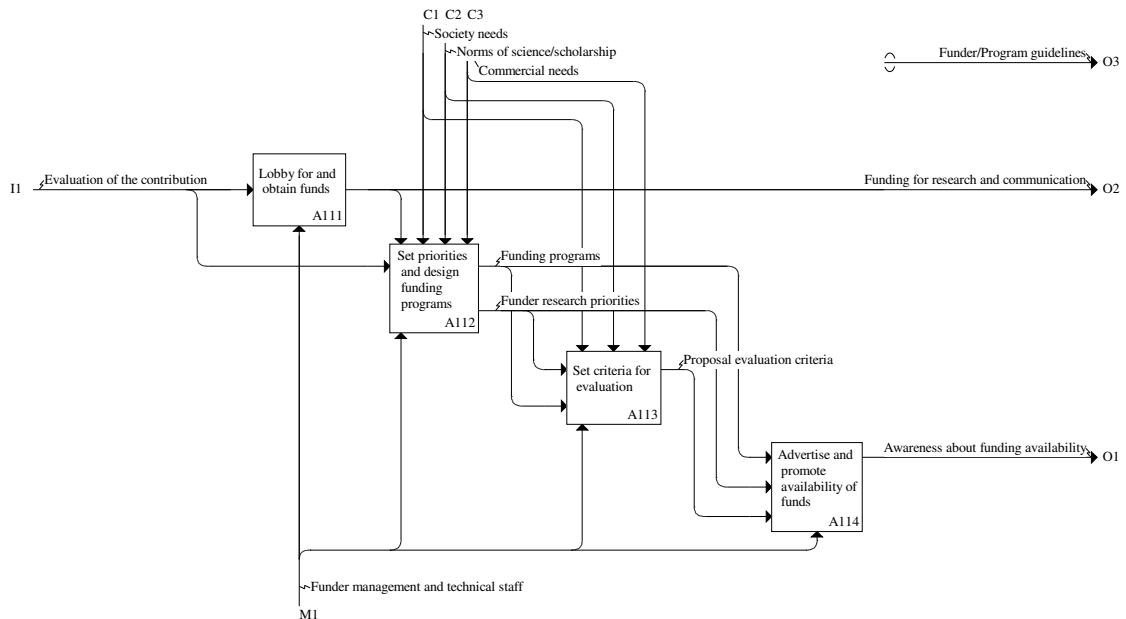 C1 C2 C3
Society needs
Norms of science/scholarship
Funder/Program guidelines
O3
Commercial needs
Lobby for and
obtain funds
A111
I1
Evaluation of the contribution
Funding for research and communication
O2
Set priorities
and design
funding
programs
A112
Funding programs
Funder research priorities
Set criteria for
evaluation
A113
Proposal evaluation criteria
Advertise and
promote
availability of
funds
A114
Awareness about funding availability
O1
Funder management and technical staff
M1